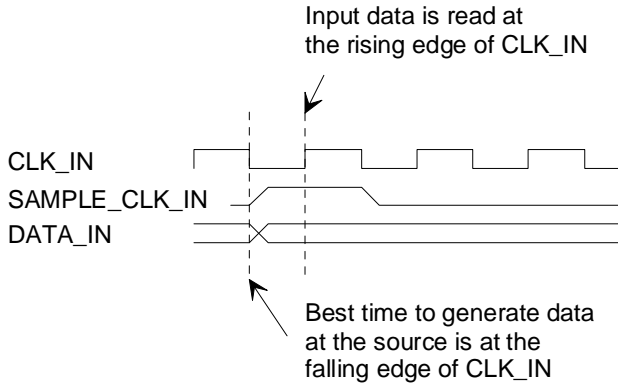 Input data is read at
the rising edge of CLK_IN
CLK_IN
SAMPLE_CLK_IN
DATA_IN
Best time to generate data
at the source is at the
falling edge of CLK_IN